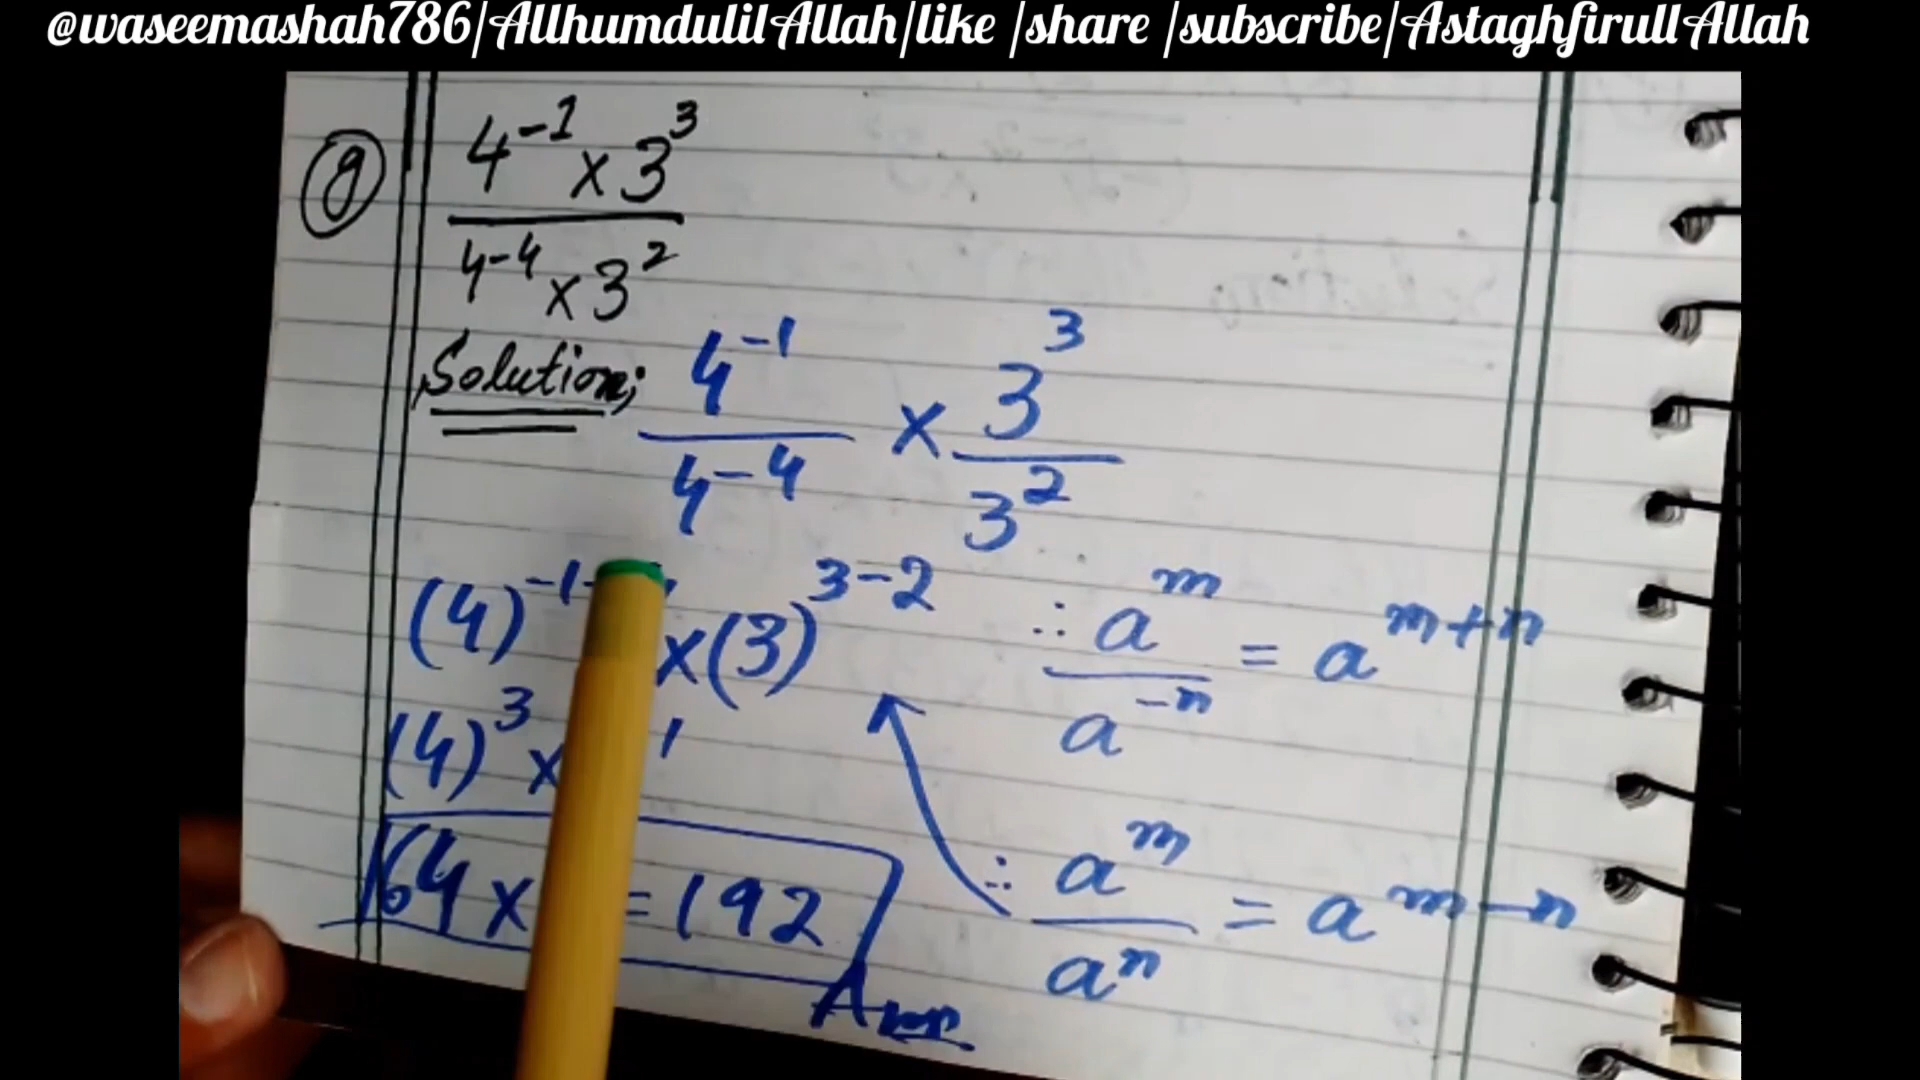 @waseemashah786/AllhumdulilAllah/like /share /subscribe/AstaghfirullAllah
9
4^-1 × 3^3
4^-4 × 3^2
Solution;
4^-1 / 4^-4 × 3^3 / 3^2
(4)^-1- ×(3)^3-2
∵ a^m / a^-n = a^m+n
(4)^3 × 1
64 × = 192
∵ a^m / a^n = a^m-n
Ans